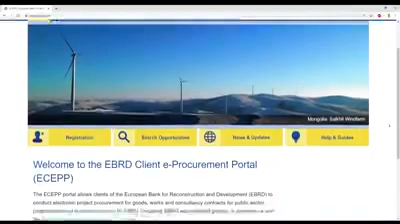 Mongolia: Salkhit Windfarm
Registration
Search Opportunities
News & Updates
Help & Guides
Welcome to the EBRD Client e-Procurement Portal
(ECEPP)
The ECEPP portal allows clients of the European Bank for Reconstruction and Development (EBRD) to
conduct electronic project procurement for goods, works and consultancy contracts for public sector